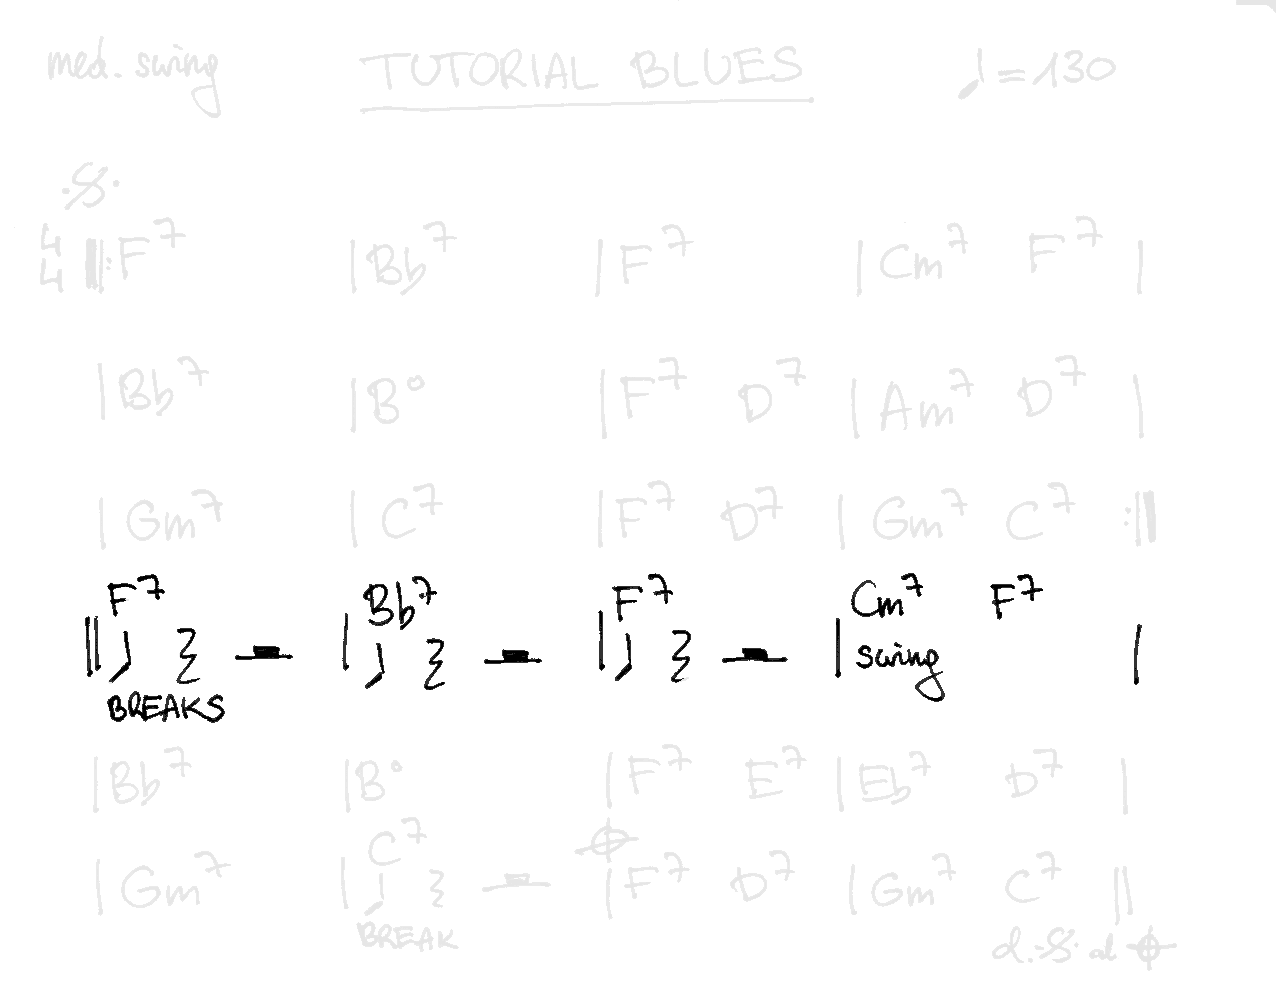 med. swing TUTORIAL BLUES ♩=130
𝄋
4 4 𝄆 F7 | Bb7 | F7 | Cm7 F7 |
| Bb7 | B° | F7 D7 | Am7 D7 |
| Gm7 | C7 | F7 D7 | Gm7 C7 𝄇
F7 Bb7 F7 Cm7 F7
|| ♩ 𝄽 𝄼 | ♩ 𝄽 𝄼 | ♩ 𝄽 𝄼 | swing |
BREAKS
| Bb7 | B° | F7 E7 | Eb7 D7 |
C7 𝄌
| Gm7 | ♩ 𝄽 𝄼 | F7 D7 | Gm7 C7 ||
BREAK d.𝄋. al 𝄌